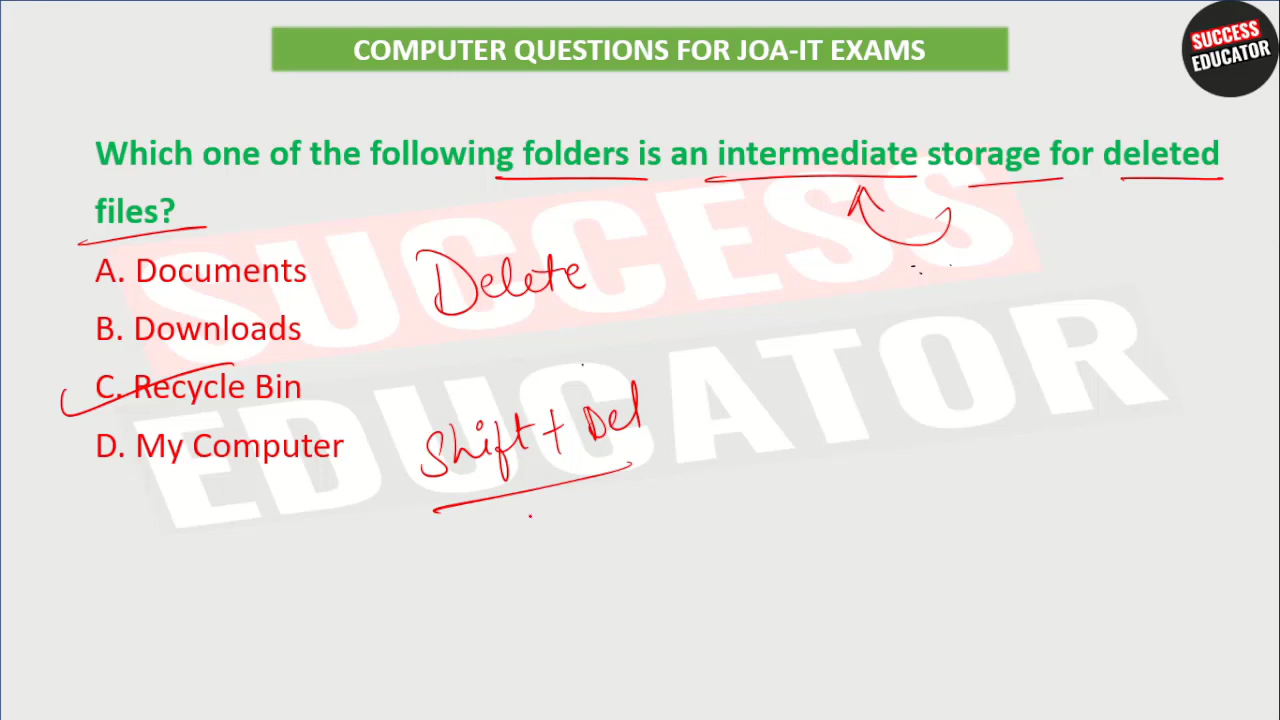 COMPUTER QUESTIONS FOR JOA-IT EXAMS
SUCCESS
EDUCATOR
Which one of the following folders is an intermediate storage for deleted
files?
A. Documents
B. Downloads
C. Recycle Bin
D. My Computer
Delete
Shift + Del
SUCCESS
EDUCATOR